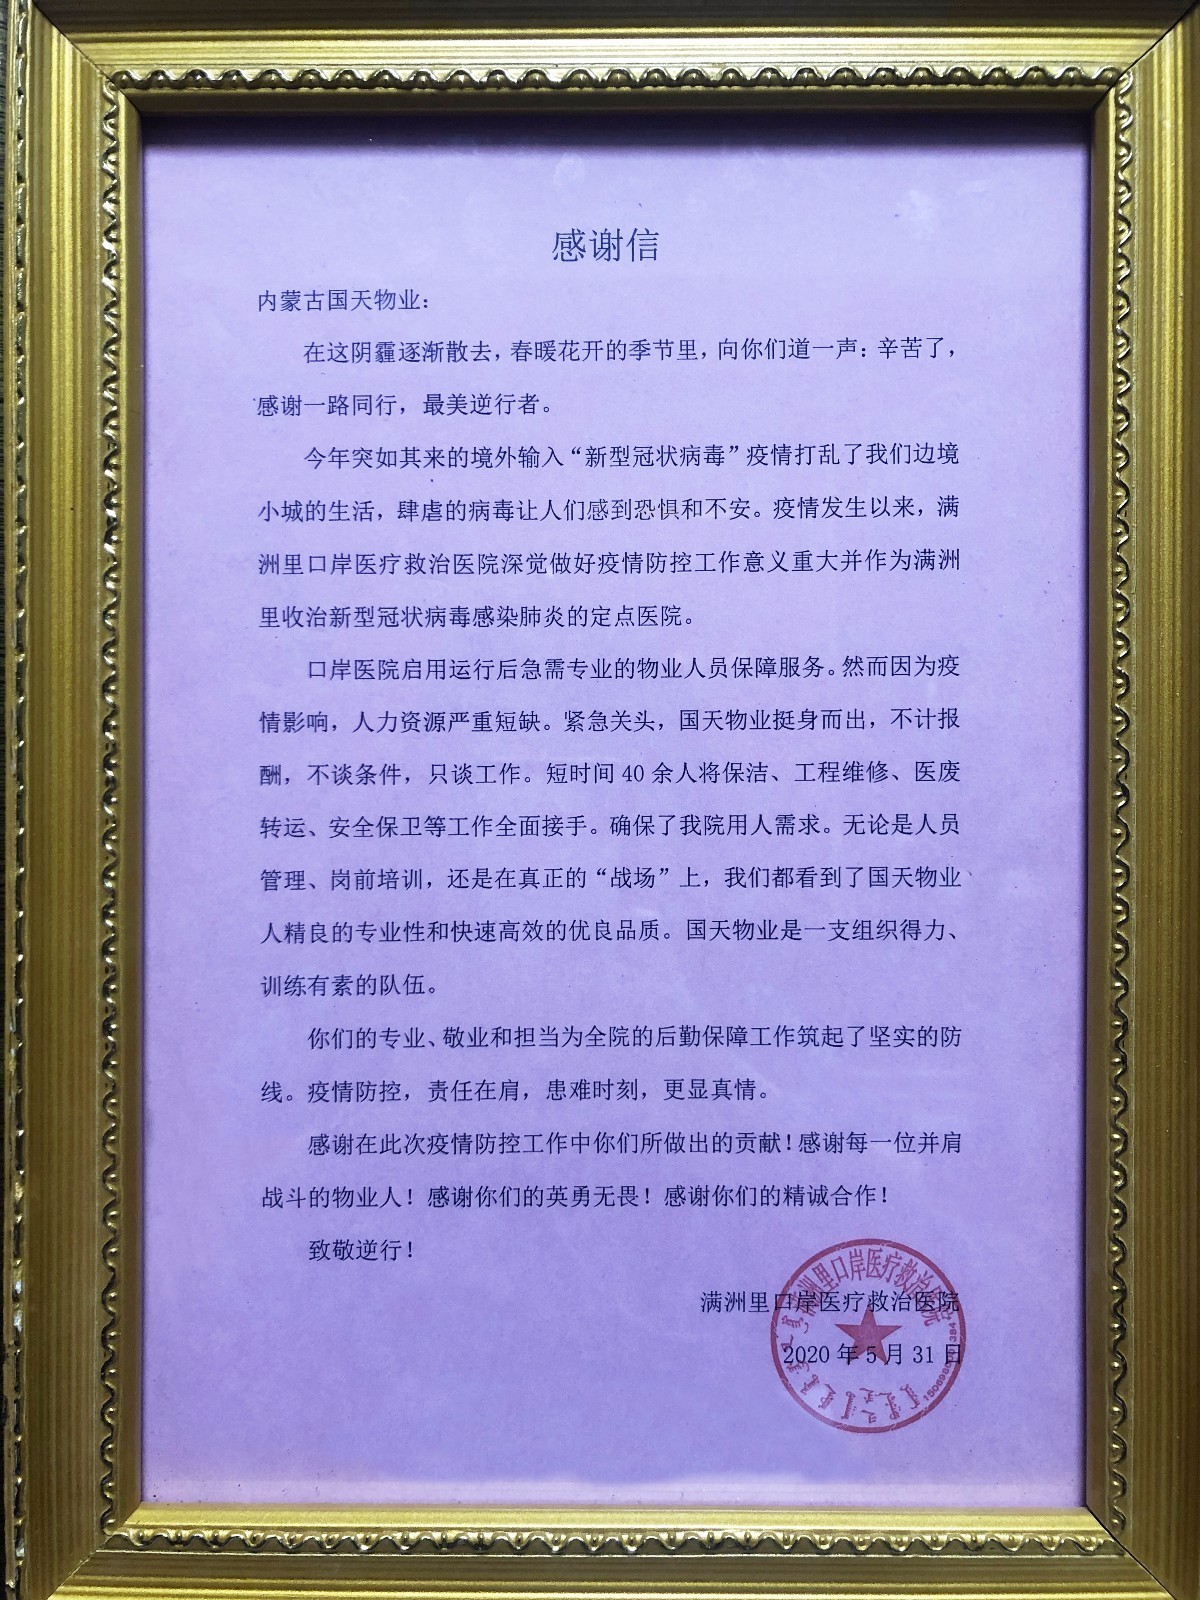 感谢信
内蒙古国天物业：
在这阴霾逐渐散去，春暖花开的季节里，向你们道一声：辛苦了，
感谢一路同行，最美逆行者。
今年突如其来的境外输入“新型冠状病毒”疫情打乱了我们边境
小城的生活，肆虐的病毒让人们感到恐惧和不安。疫情发生以来，满
洲里口岸医疗救治医院深觉做好疫情防控工作意义重大并作为满洲
里收治新型冠状病毒感染肺炎的定点医院。
口岸医院启用运行后急需专业的物业人员保障服务。然而因为疫
情影响，人力资源严重短缺。紧急关头，国天物业挺身而出，不计报
酬，不谈条件，只谈工作。短时间 40 余人将保洁、工程维修、医废
转运、安全保卫等工作全面接手。确保了我院用人需求。无论是人员
管理、岗前培训，还是在真正的“战场”上，我们都看到了国天物业
人精良的专业性和快速高效的优良品质。国天物业是一支组织得力、
训练有素的队伍。
你们的专业、敬业和担当为全院的后勤保障工作筑起了坚实的防
线。疫情防控，责任在肩，患难时刻，更显真情。
感谢在此次疫情防控工作中你们所做出的贡献！感谢每一位并肩
战斗的物业人！感谢你们的英勇无畏！感谢你们的精诚合作！
致敬逆行！
满洲里口岸医疗救治医院
2020 年 5 月 31 日
满洲里口岸医疗救治医院